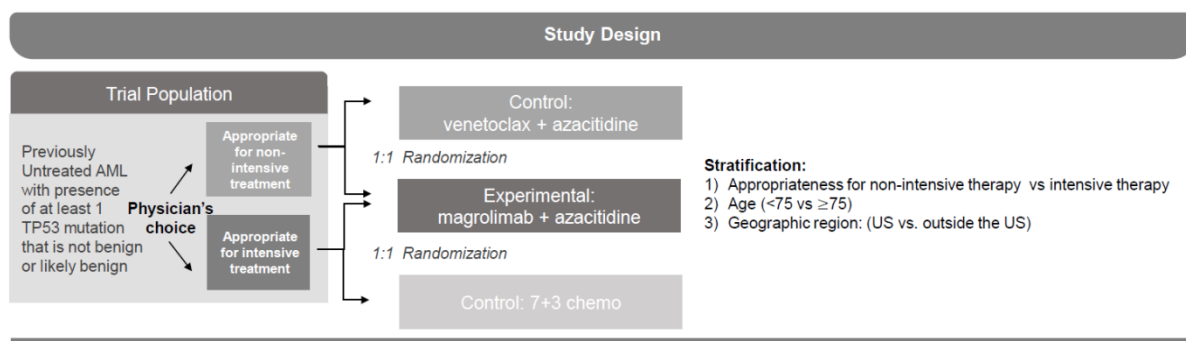 Study Design
Trial Population
Previously
Untreated AML
with presence
of at least 1
TP53 mutation
that is not benign
or likely benign
Physician's
choice
Appropriate
for non-
intensive
treatment
Appropriate
for intensive
treatment
Control:
venetoclax + azacitidine
1:1 Randomization
Experimental:
magrolimab + azacitidine
1:1 Randomization
Control: 7+3 chemo
Stratification:
1) Appropriateness for non-intensive therapy vs intensive therapy
2) Age (<75 vs ≥75)
3) Geographic region: (US vs. outside the US)